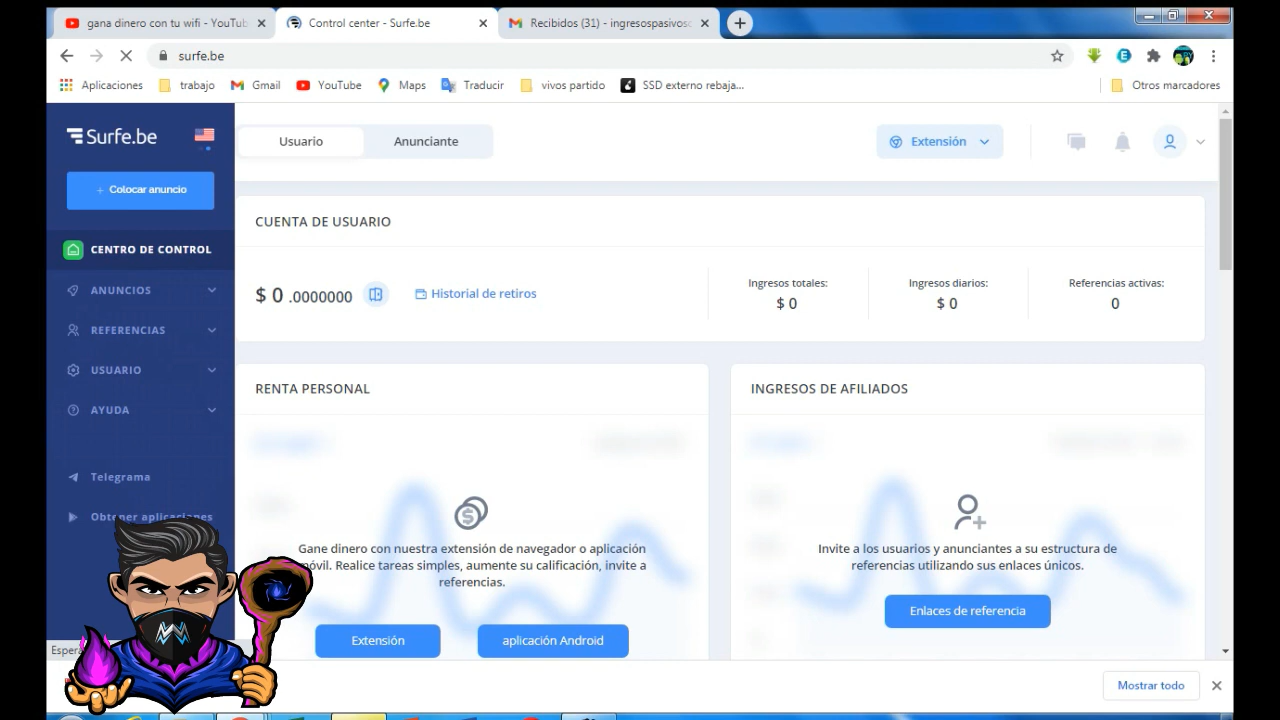 gana dinero con tu wifi - YouTub
Control center - Surfe.be
Recibidos (31) - ingresospasivosc
surfe.be
Aplicaciones
trabajo
Gmail
YouTube
Maps
Traducir
vivos partido
SSD externo rebaja...
Otros marcadores
Surfe.be
Usuario
Anunciante
Extensión
+ Colocar anuncio
CUENTA DE USUARIO
CENTRO DE CONTROL
ANUNCIOS
REFERENCIAS
USUARIO
AYUDA
Telegrama
Obtener aplicaciones
$ 0 .0000000
Historial de retiros
Ingresos totales:
$ 0
Ingresos diarios:
$ 0
Referencias activas:
0
RENTA PERSONAL
Gane dinero con nuestra extensión de navegador o aplicación
móvil. Realice tareas simples, aumente su calificación, invite a
referencias.
Extensión
aplicación Android
INGRESOS DE AFILIADOS
Invite a los usuarios y anunciantes a su estructura de
referencias utilizando sus enlaces únicos.
Enlaces de referencia
Mostrar todo